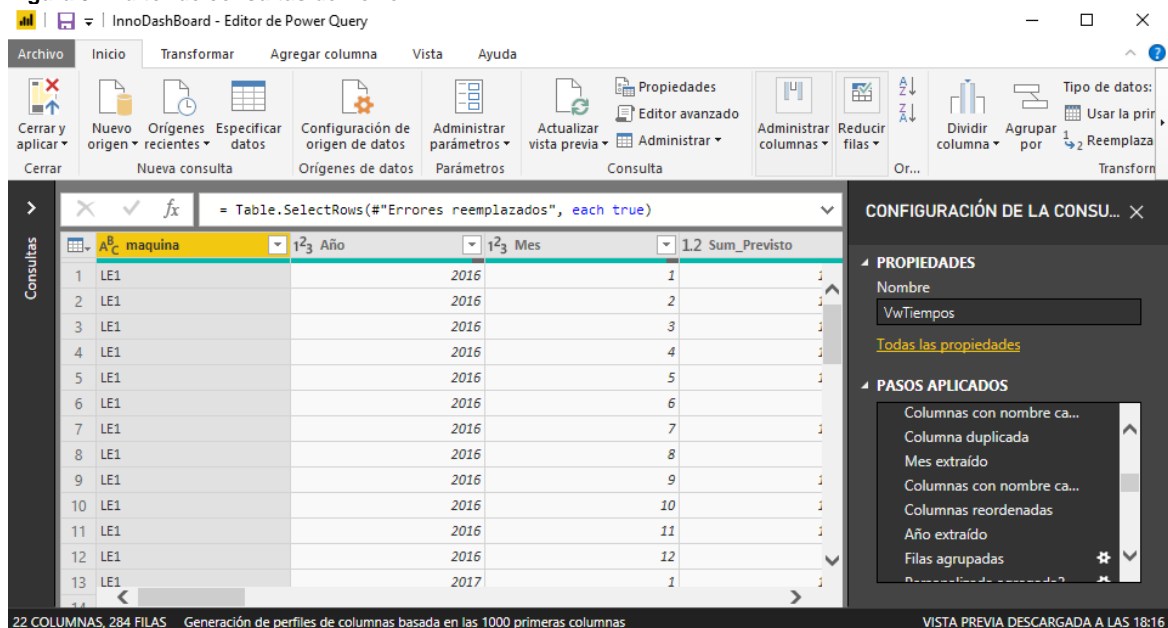 InnoDashBoard - Editor de Power Query
Archivo Inicio Transformar Agregar columna Vista Ayuda
Cerrar y aplicar
Nuevo origen
Orígenes recientes
Especificar datos
Configuración de origen de datos
Administrar parámetros
Actualizar vista previa
Propiedades
Editor avanzado
Administrar
Administrar columnas
Reducir filas
Dividir columna
Agrupar por
Tipo de datos:
Usar la prir
Reemplaza
Cerrar Nueva consulta Orígenes de datos Parámetros Consulta Or... Transforn
Consultas
fx = Table.SelectRows(#"Errores reemplazados", each true)
ABC maquina 123 Año 123 Mes 1.2 Sum_Previsto
1 LE1 2016 1
2 LE1 2016 2
3 LE1 2016 3
4 LE1 2016 4
5 LE1 2016 5
6 LE1 2016 6
7 LE1 2016 7
8 LE1 2016 8
9 LE1 2016 9
10 LE1 2016 10
11 LE1 2016 11
12 LE1 2016 12
13 LE1 2017 1
14
CONFIGURACIÓN DE LA CONSU...
PROPIEDADES
Nombre
VwTiempos
Todas las propiedades
PASOS APLICADOS
Columnas con nombre ca...
Columna duplicada
Mes extraído
Columnas con nombre ca...
Columnas reordenadas
Año extraído
Filas agrupadas
22 COLUMNAS, 284 FILAS Generación de perfiles de columnas basada en las 1000 primeras columnas VISTA PREVIA DESCARGADA A LAS 18:16